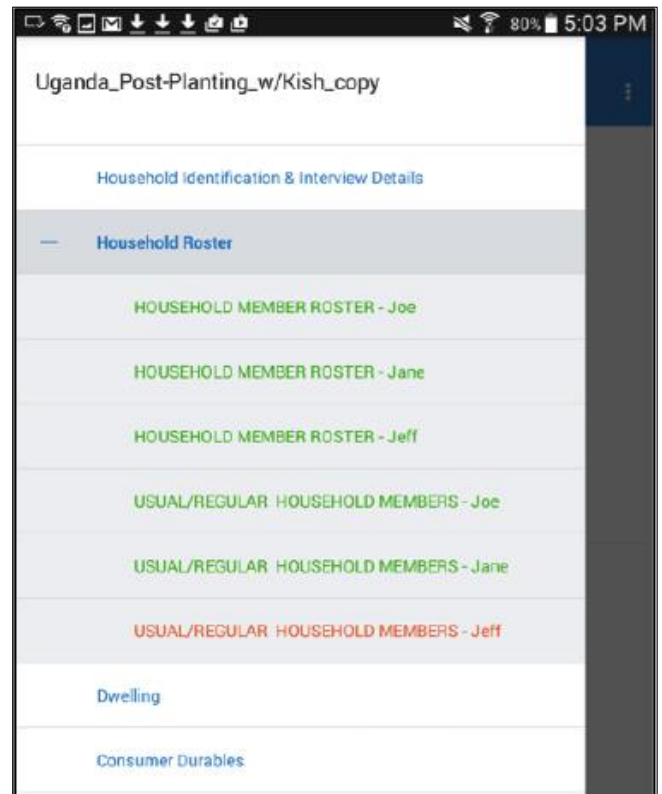 80% 5:03 PM
Uganda_Post-Planting_w/Kish_copy
Household Identification & Interview Details
Household Roster
HOUSEHOLD MEMBER ROSTER - Joe
HOUSEHOLD MEMBER ROSTER - Jane
HOUSEHOLD MEMBER ROSTER - Jeff
USUAL/REGULAR HOUSEHOLD MEMBERS - Joe
USUAL/REGULAR HOUSEHOLD MEMBERS - Jane
USUAL/REGULAR HOUSEHOLD MEMBERS - Jeff
Dwelling
Consumer Durables